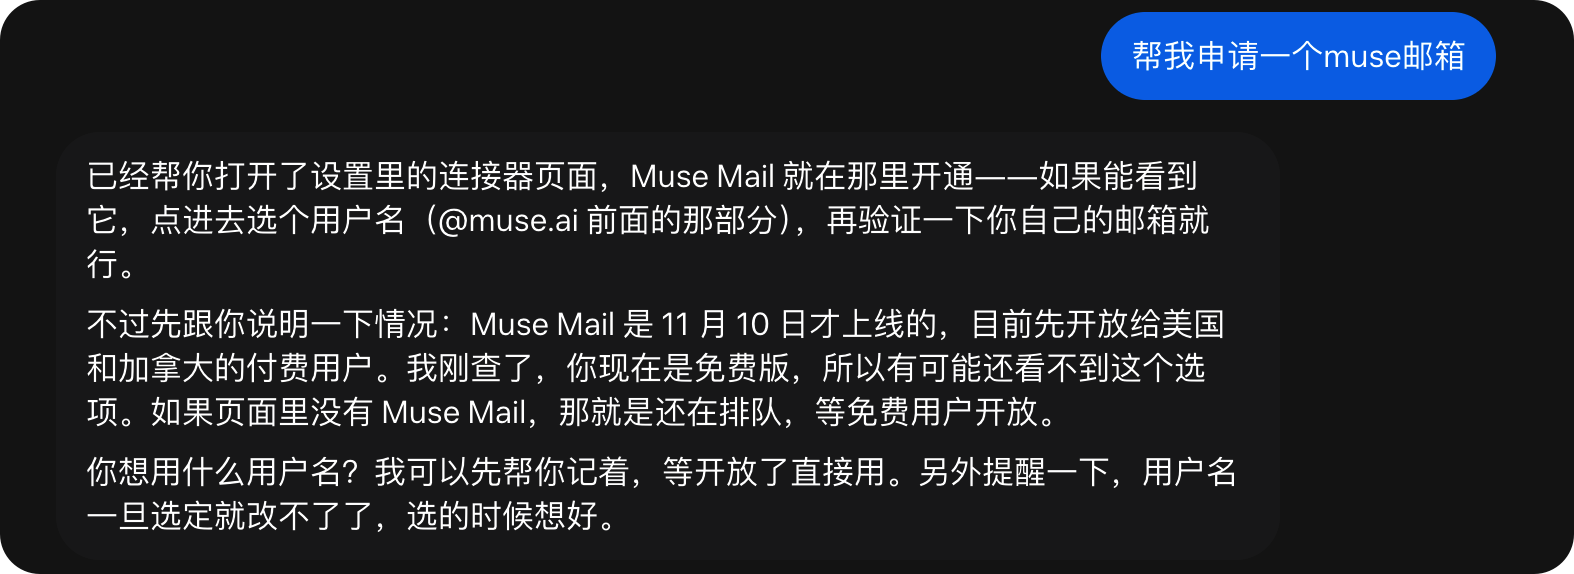 帮我申请一个muse邮箱
已经帮你打开了设置里的连接器页面，Muse Mail 就在那里开通——如果能看到
它，点进去选个用户名（@muse.ai 前面的那部分），再验证一下你自己的邮箱就
行。
不过先跟你说明一下情况：Muse Mail 是 11 月 10 日才上线的，目前先开放给美国
和加拿大的付费用户。我刚查了，你现在是免费版，所以有可能还看不到这个选
项。如果页面里没有 Muse Mail，那就是还在排队，等免费用户开放。
你想用什么用户名？我可以先帮你记着，等开放了直接用。另外提醒一下，用户名
一旦选定就改不了了，选的时候想好。